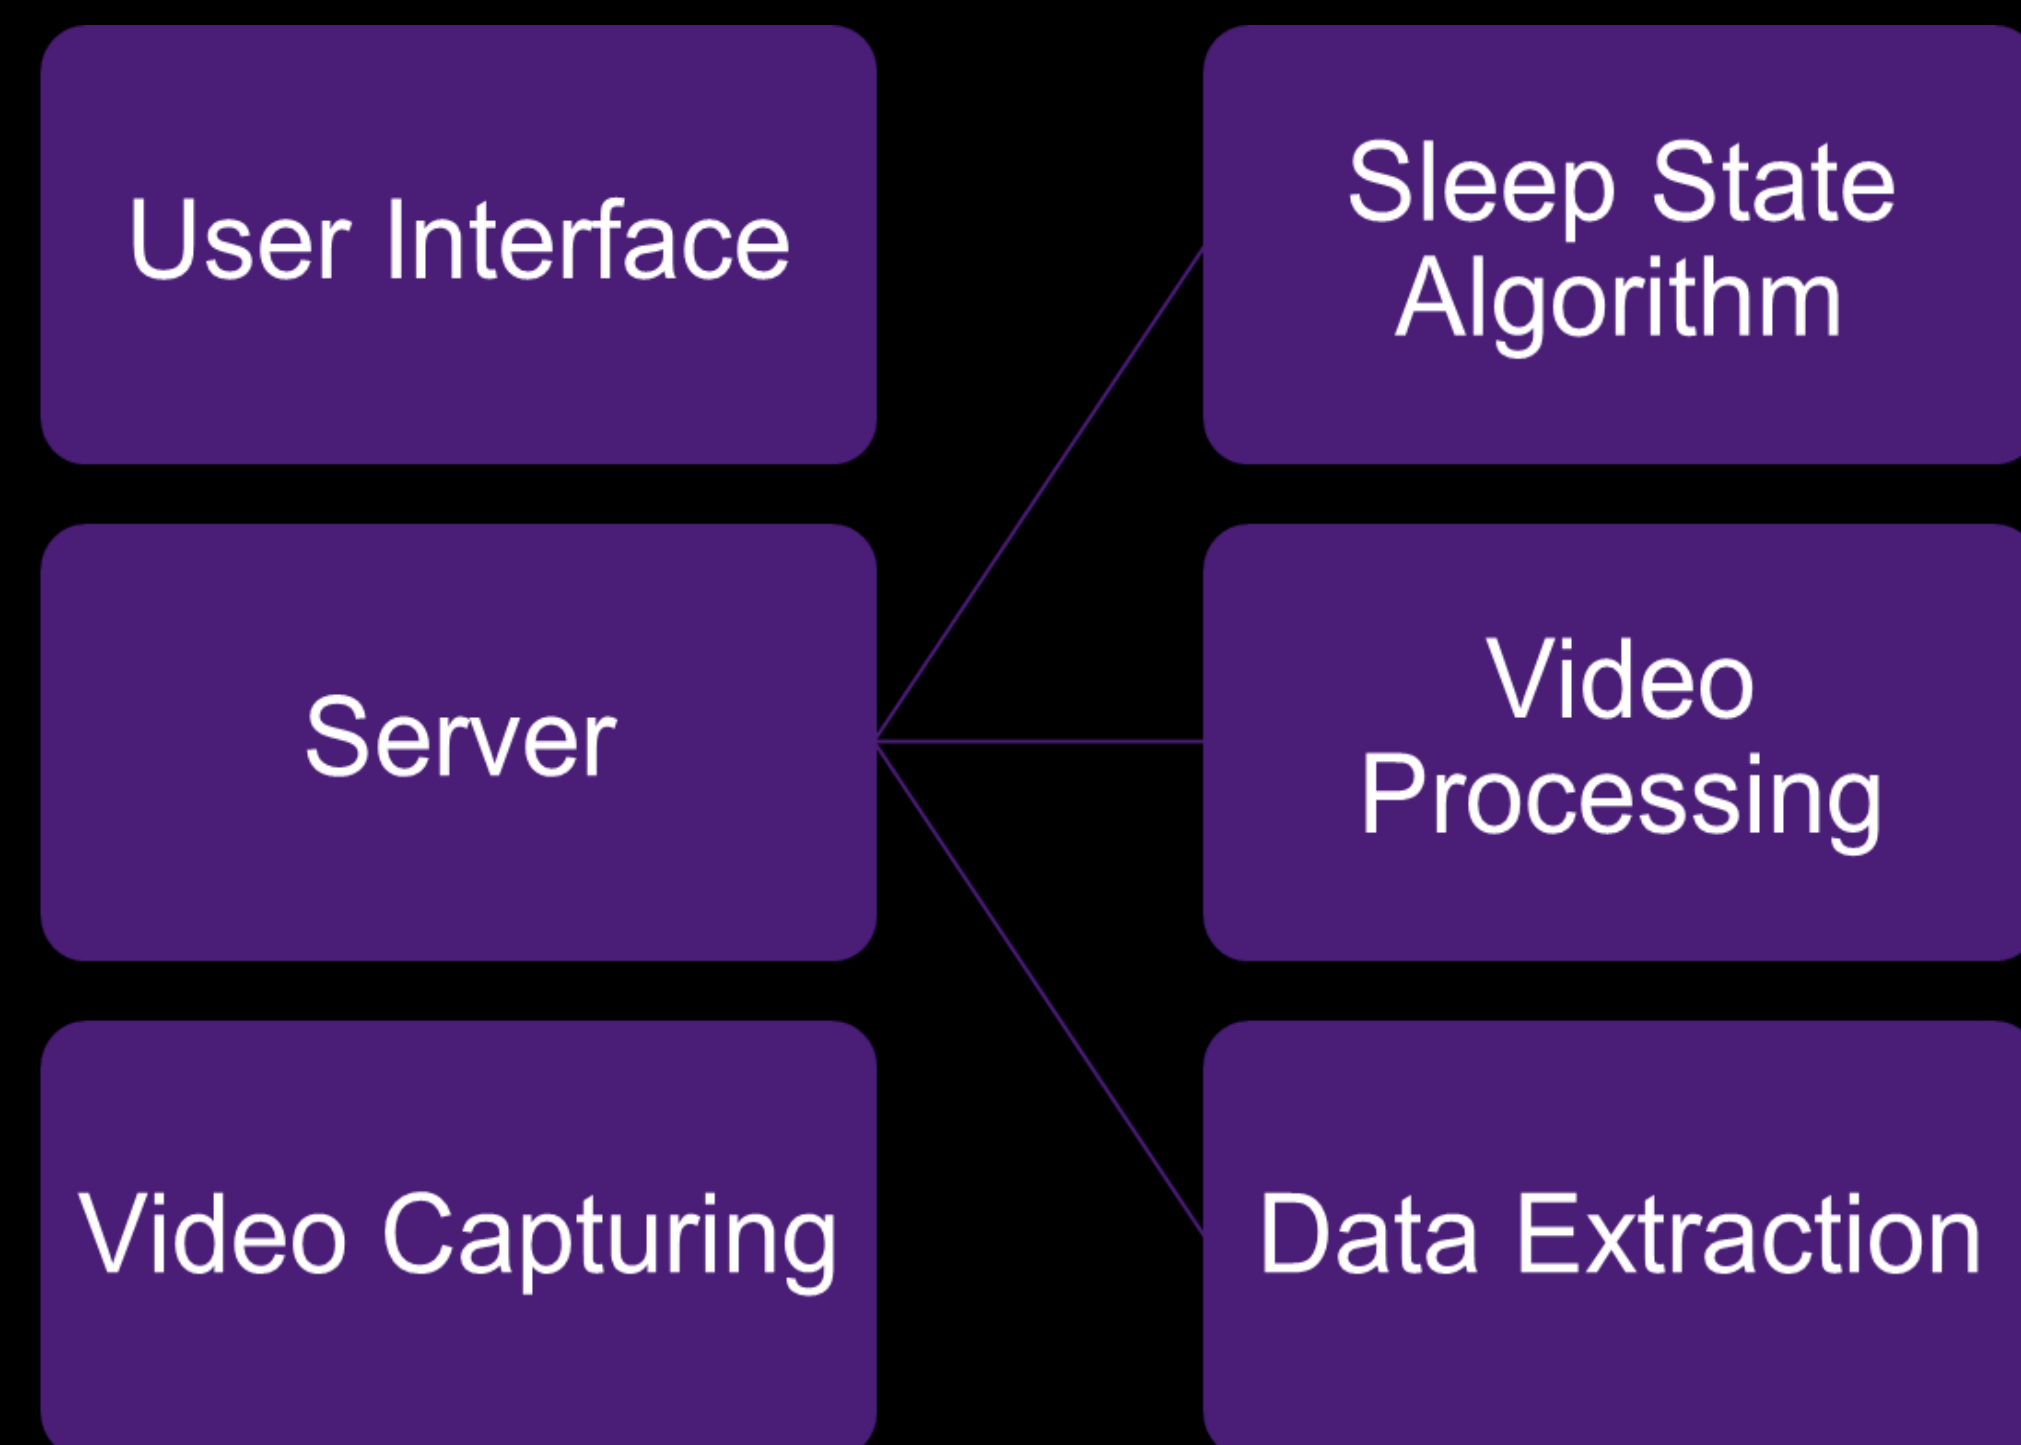 User Interface
Sleep State
Algorithm
Server
Video
Processing
Video Capturing
Data Extraction